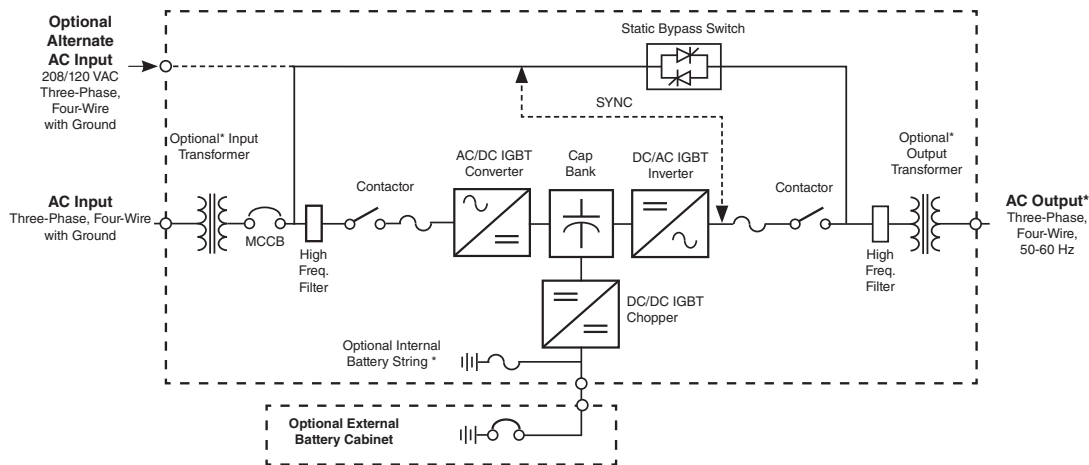 Optional
Alternate
AC Input
208/120 VAC
Three-Phase,
Four-Wire
with Ground
Static Bypass Switch
SYNC
Optional* Input
Transformer
AC Input
Three-Phase, Four-Wire
with Ground
MCCB
High
Freq.
Filter
Contactor
AC/DC IGBT
Converter
Cap
Bank
DC/AC IGBT
Inverter
Contactor
High
Freq.
Filter
Optional*
Output
Transformer
AC Output*
Three-Phase,
Four-Wire,
50-60 Hz
DC/DC IGBT
Chopper
Optional Internal
Battery String *
Optional External
Battery Cabinet